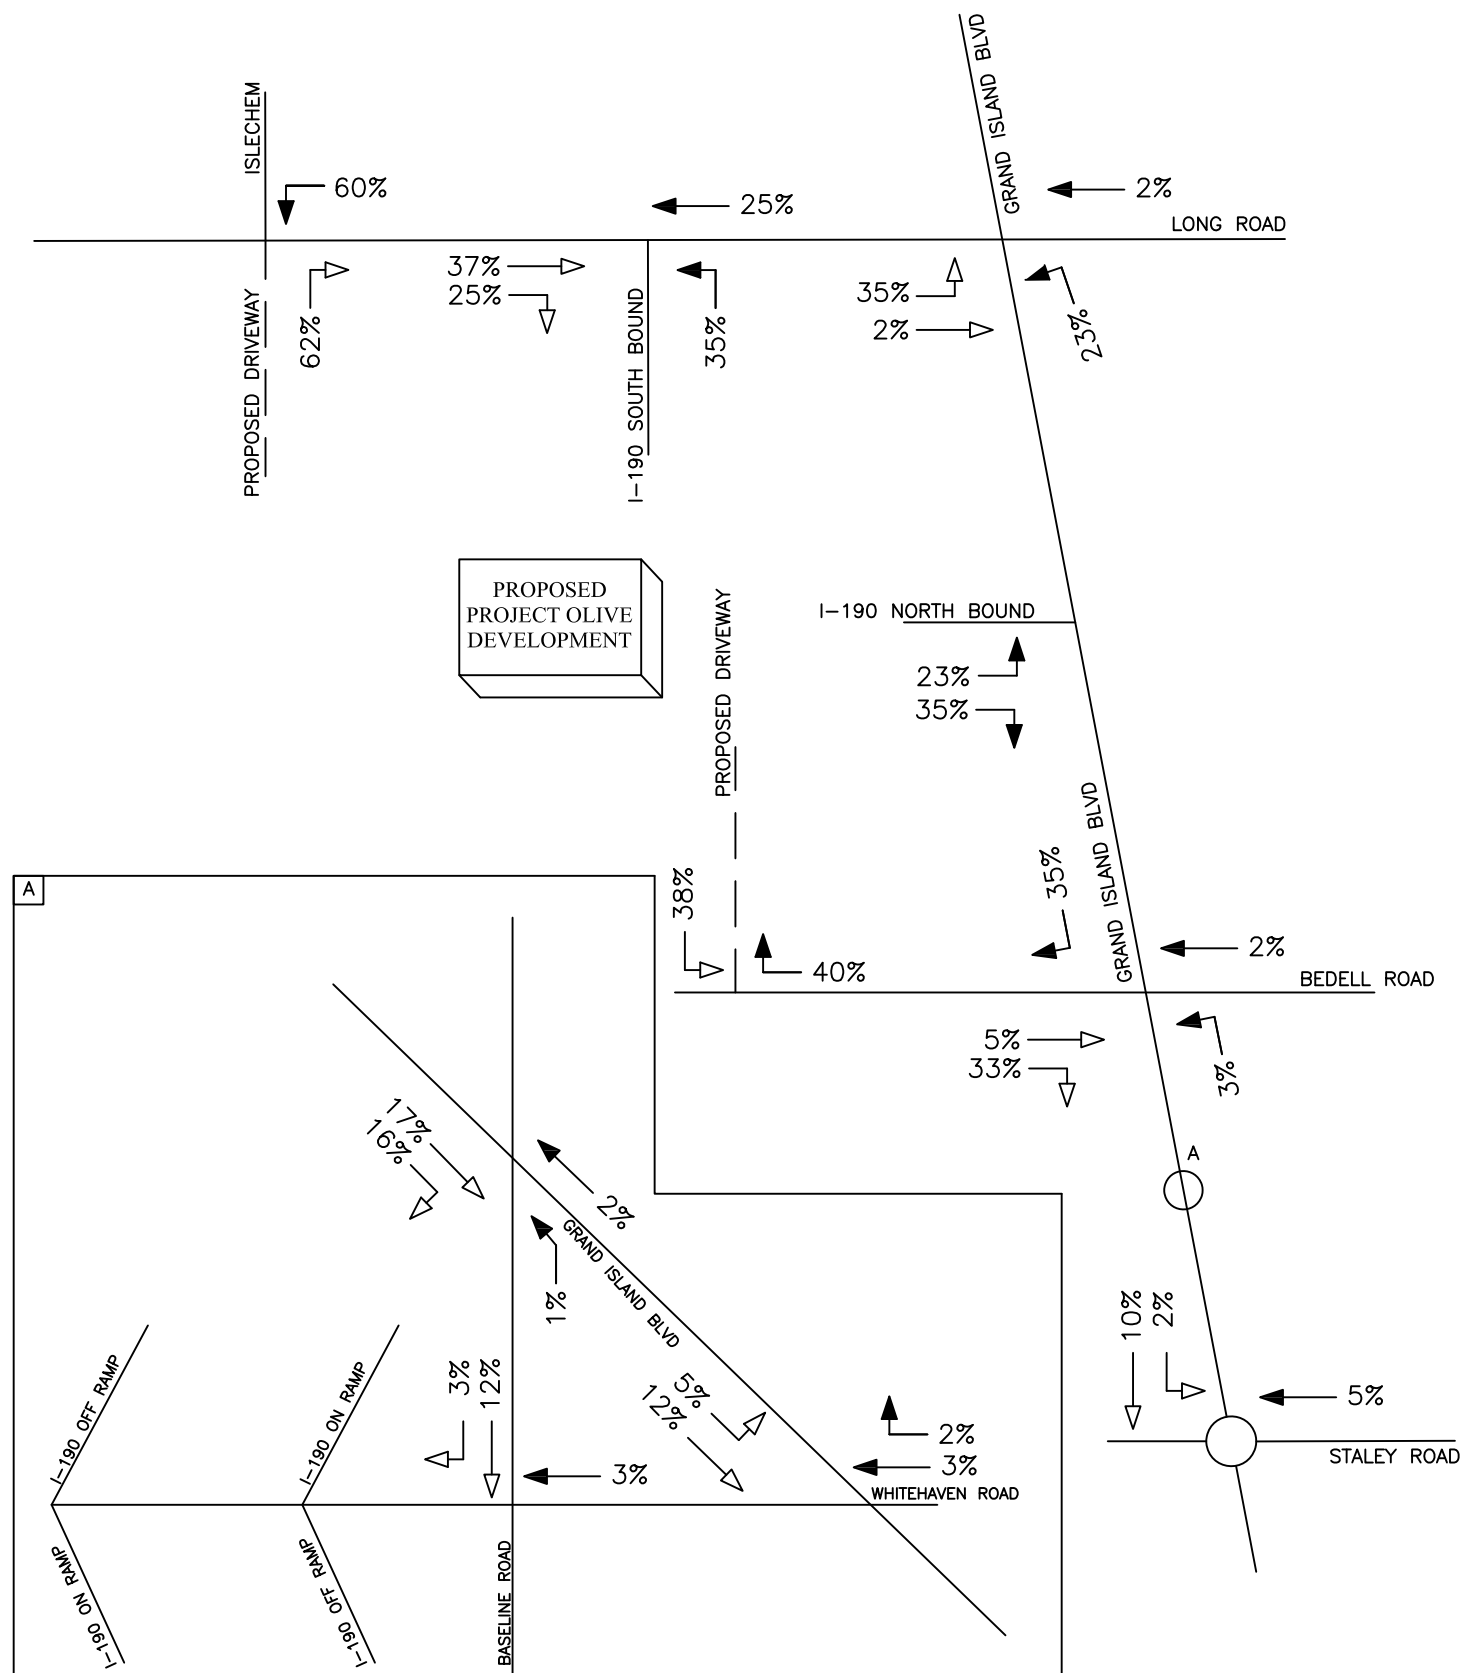 GRAND ISLAND BLVD
ISLECHEM
60%
25%
2%
LONG ROAD
37%
25%
35%
2%
62%
35%
23%
PROPOSED DRIVEWAY
I-190 SOUTH BOUND
PROPOSED
PROJECT OLIVE
DEVELOPMENT
PROPOSED DRIVEWAY
I-190 NORTH BOUND
23%
35%
GRAND ISLAND BLVD
35%
38%
40%
2%
BEDELL ROAD
5%
33%
3%
A
17%
16%
2%
1%
GRAND ISLAND BLVD
A
10%
2%
5%
STALEY ROAD
I-190 OFF RAMP
I-190 ON RAMP
3%
12%
5%
12%
2%
3%
3%
WHITEHAVEN ROAD
I-190 ON RAMP
I-190 OFF RAMP
BASELINE ROAD